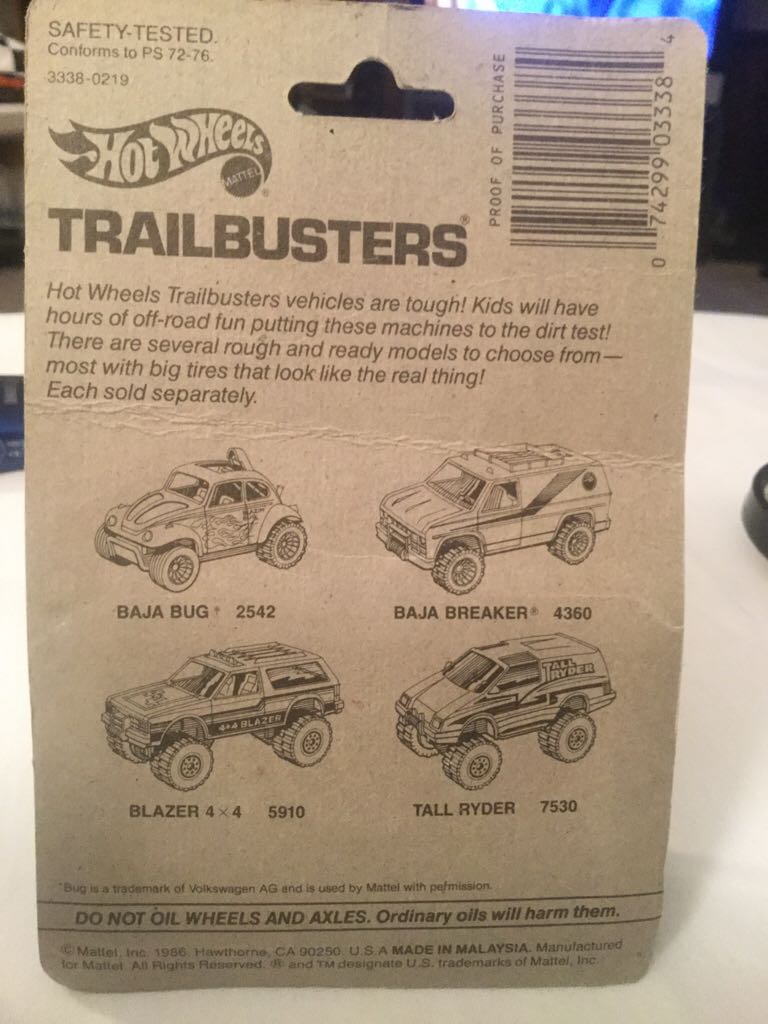 SAFETY-TESTED.
Conforms to PS 72-76.
3338-0219
PROOF OF PURCHASE
0 74299 03338 4
Hot Wheels
MATTEL®
TRAILBUSTERS®
Hot Wheels Trailbusters vehicles are tough! Kids will have
hours of off-road fun putting these machines to the dirt test!
There are several rough and ready models to choose from—
most with big tires that look like the real thing!
Each sold separately.
BAJA BUG* 2542
BAJA BREAKER® 4360
4×4 BLAZER
TALL
RYDER
BLAZER 4×4 5910
TALL RYDER 7530
*Bug is a trademark of Volkswagen AG and is used by Mattel with permission.
DO NOT OIL WHEELS AND AXLES. Ordinary oils will harm them.
© Mattel, Inc. 1986. Hawthorne, CA 90250. U.S.A MADE IN MALAYSIA. Manufactured
for Mattel. All Rights Reserved. ® and TM designate U.S. trademarks of Mattel, Inc.